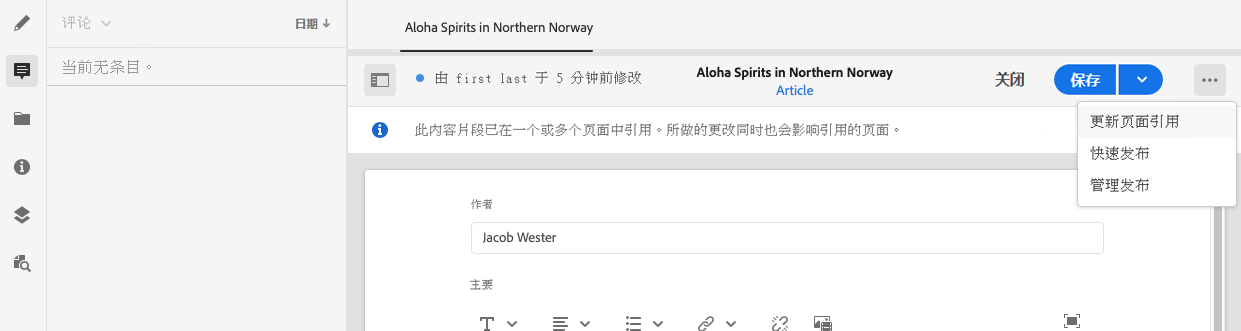 评论
日期
当前无条目。
Aloha Spirits in Northern Norway
由 first last 于 5 分钟前修改
Aloha Spirits in Northern Norway
Article
关闭
保存
更新页面引用
快速发布
管理发布
此内容片段已在一个或多个页面中引用。所做的更改同时也会影响引用的页面。
作者
Jacob Wester
主要